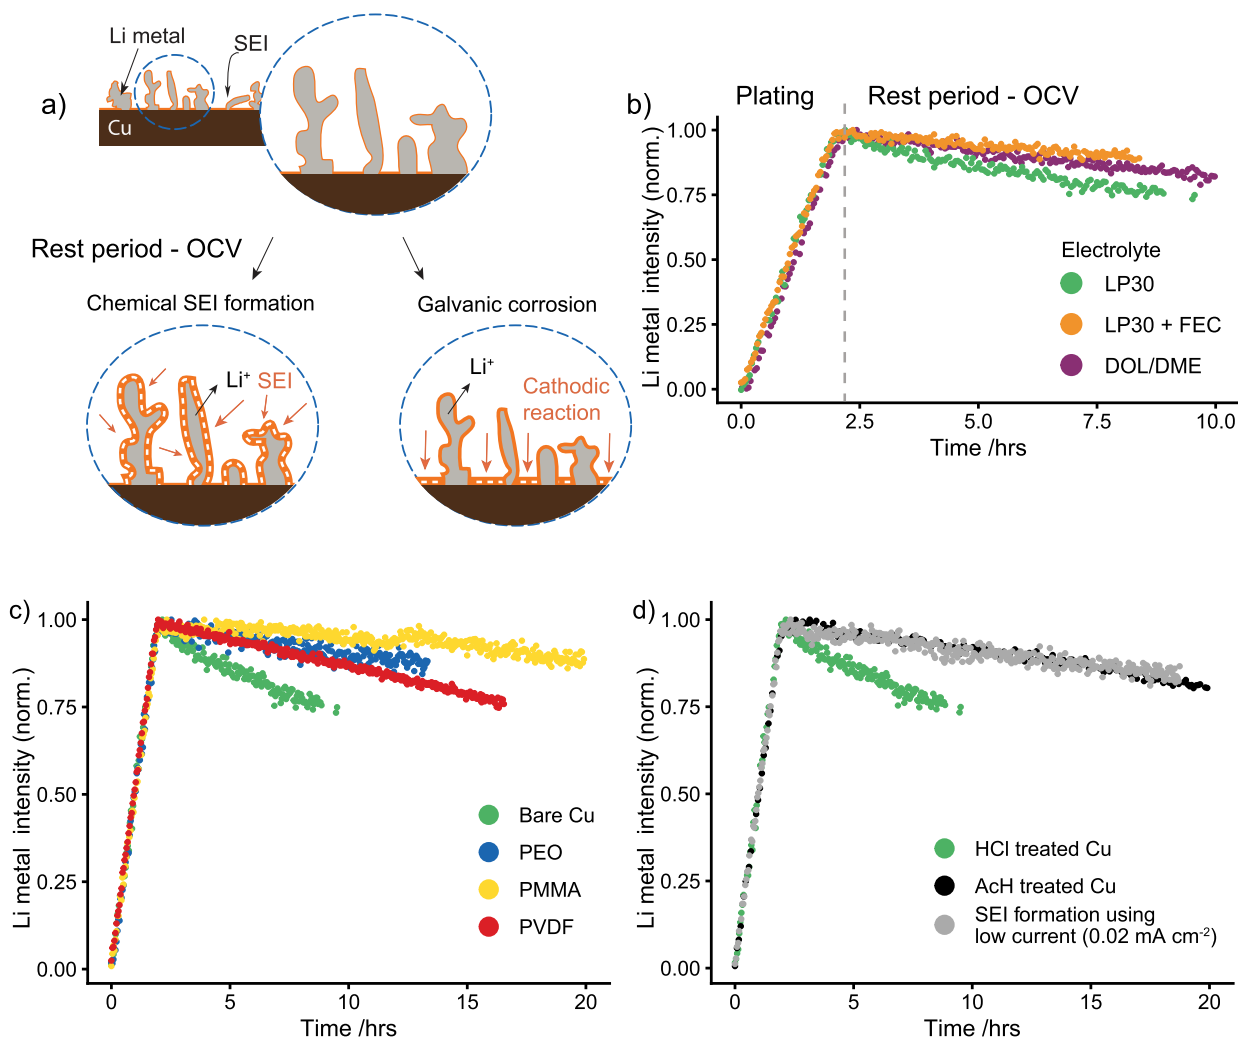 a)
Li metal
SEI
Cu
Rest period - OCV
Chemical SEI formation
Li+
SEI
Galvanic corrosion
Li+
Cathodic
reaction
b)
Plating
Rest period - OCV
Li metal intensity (norm.)
1.00
0.75
0.50
0.25
0.00
0.0
2.5
5.0
7.5
10.0
Time /hrs
Electrolyte
LP30
LP30 + FEC
DOL/DME
c)
Li metal intensity (norm.)
1.00
0.75
0.50
0.25
0.00
0
5
10
15
20
Time /hrs
Bare Cu
PEO
PMMA
PVDF
d)
Li metal intensity (norm.)
1.00
0.75
0.50
0.25
0.00
0
5
10
15
20
Time /hrs
HCl treated Cu
AcH treated Cu
SEI formation using
low current (0.02 mA cm-2)